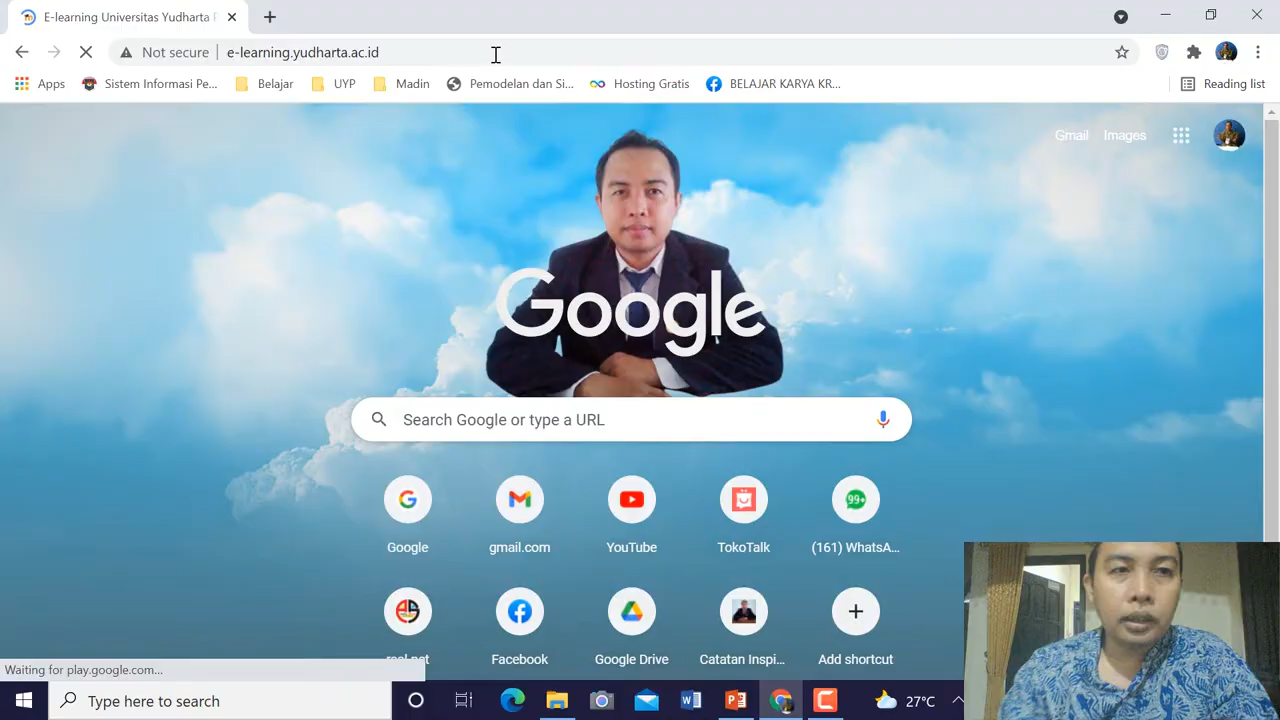 E-learning Universitas Yudharta P
Not secure
e-learning.yudharta.ac.id
Apps
Sistem Informasi Pe...
Belajar
UYP
Madin
Pemodelan dan Si...
Hosting Gratis
BELAJAR KARYA KR...
Reading list
Gmail
Images
Google
Search Google or type a URL
99+
Google
gmail.com
YouTube
TokoTalk
(161) WhatsA...
Facebook
Google Drive
Catatan Inspi...
Add shortcut
Waiting for play.google.com...
Type here to search
27°C